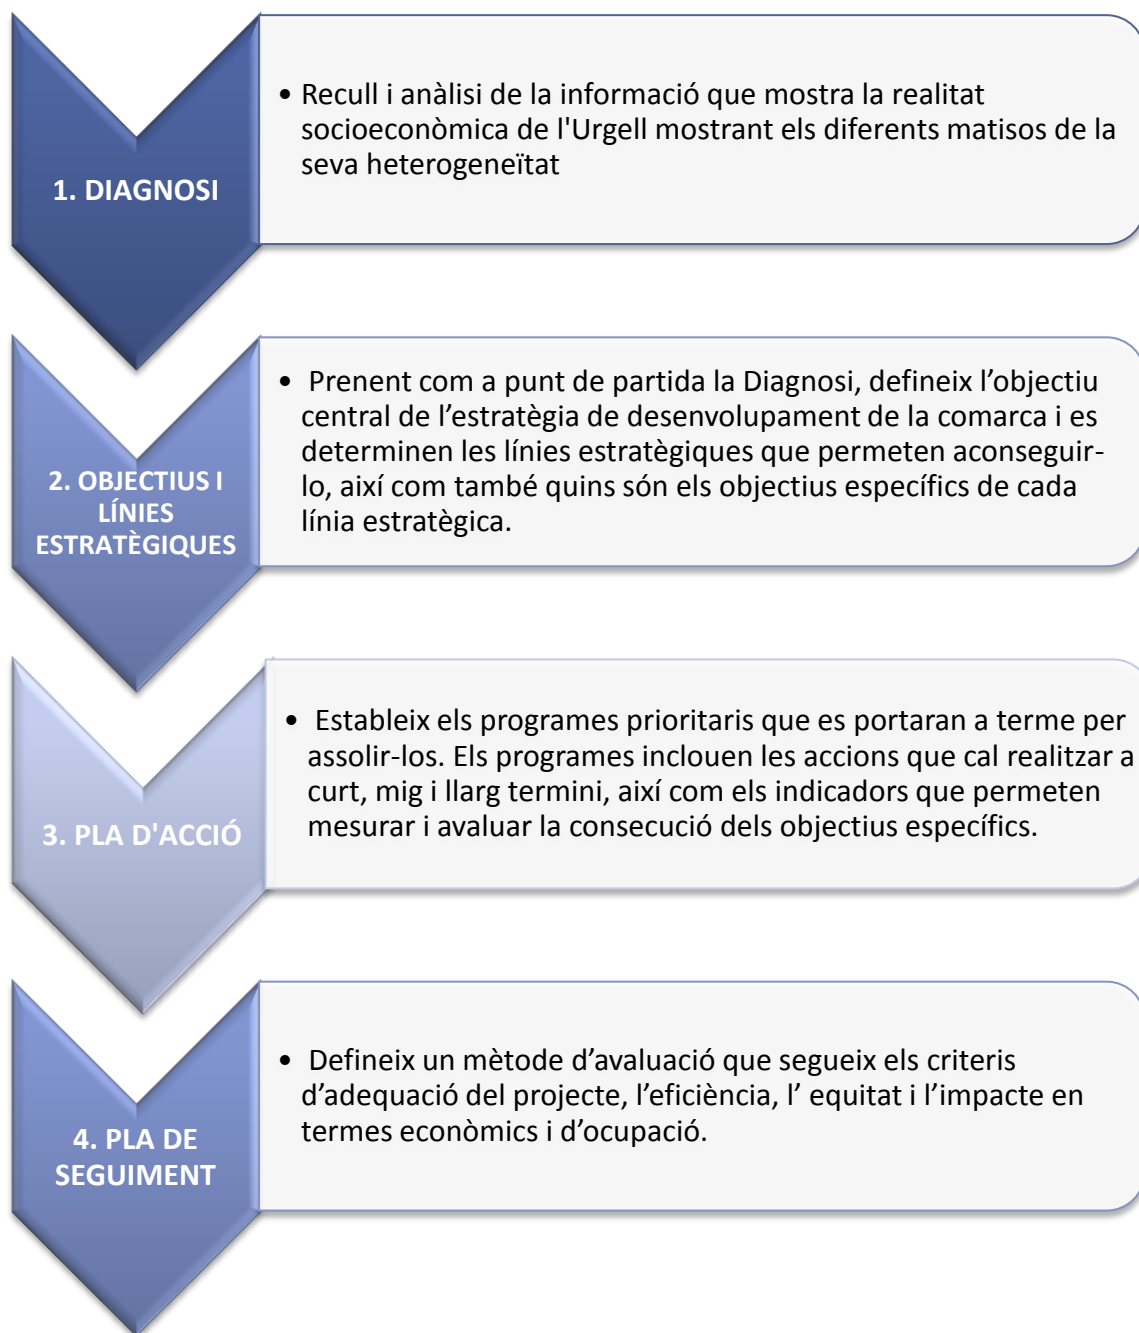 1. DIAGNOSI
• Recull i anàlisi de la informació que mostra la realitat
socioeconòmica de l'Urgell mostrant els diferents matisos de la
seva heterogeneïtat
2. OBJECTIUS I
LÍNIES
ESTRATÈGIQUES
• Prenent com a punt de partida la Diagnosi, defineix l’objectiu
central de l’estratègia de desenvolupament de la comarca i es
determinen les línies estratègiques que permeten aconseguir-
lo, així com també quins són els objectius específics de cada
línia estratègica.
3. PLA D'ACCIÓ
• Estableix els programes prioritaris que es portaran a terme per
assolir-los. Els programes inclouen les accions que cal realitzar a
curt, mig i llarg termini, així com els indicadors que permeten
mesurar i avaluar la consecució dels objectius específics.
4. PLA DE
SEGUIMENT
• Defineix un mètode d’avaluació que segueix els criteris
d’adequació del projecte, l’eficiència, l’ equitat i l’impacte en
termes econòmics i d’ocupació.